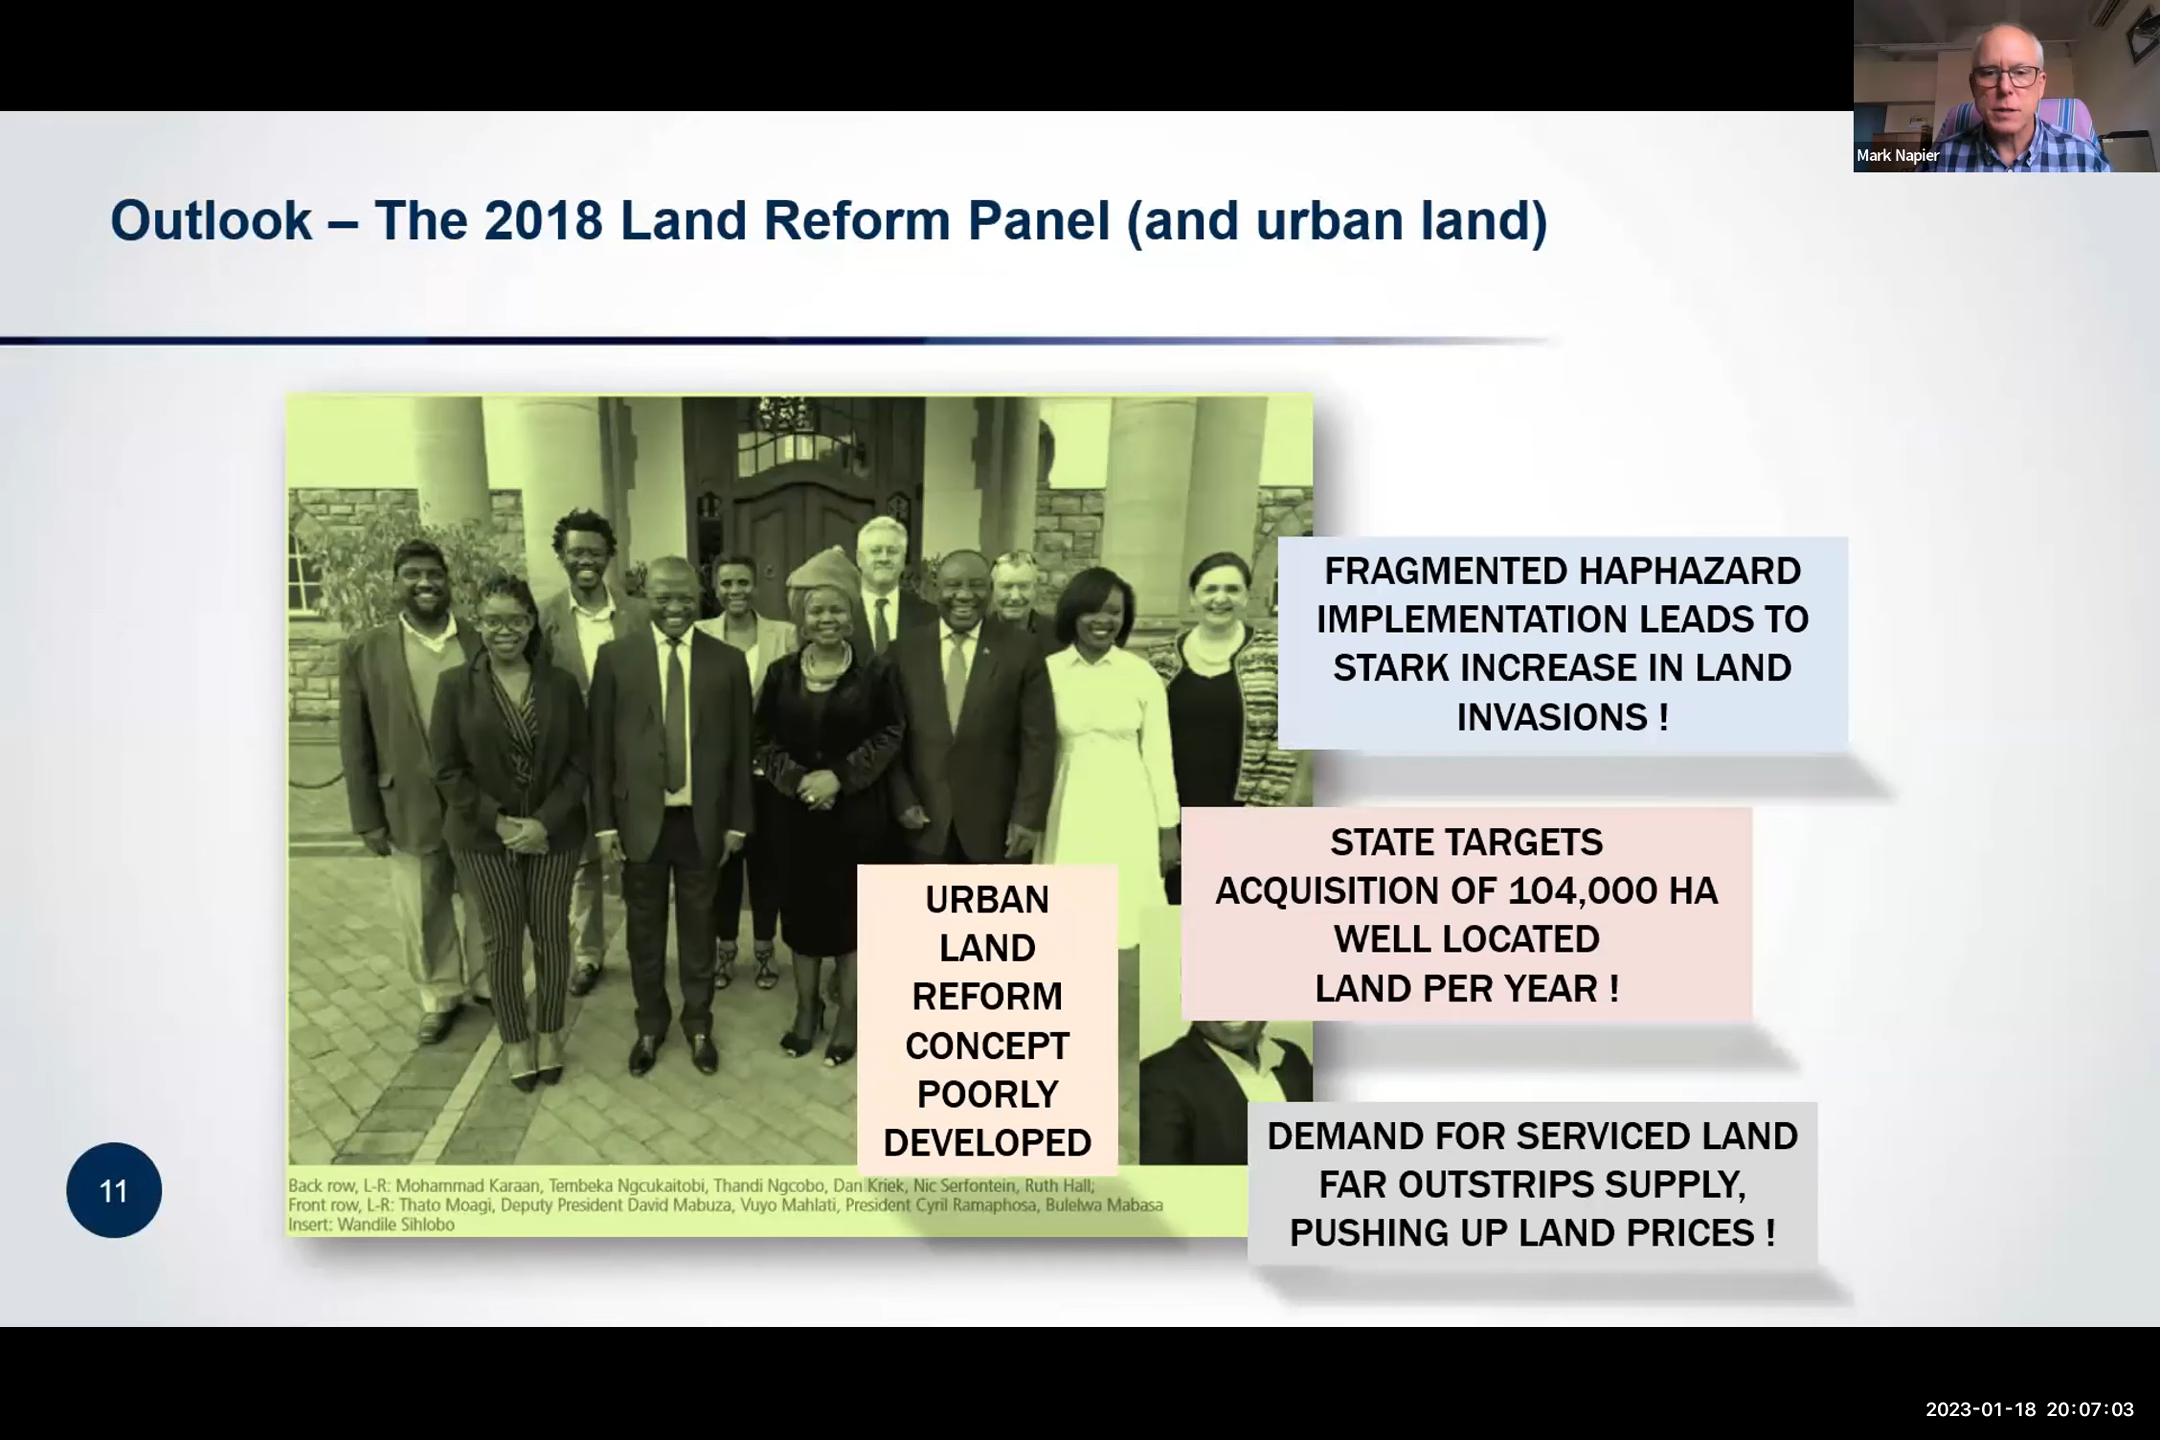 Mark Napier
Outlook – The 2018 Land Reform Panel (and urban land)
FRAGMENTED HAPHAZARD
IMPLEMENTATION LEADS TO
STARK INCREASE IN LAND
INVASIONS !
STATE TARGETS
ACQUISITION OF 104,000 HA
WELL LOCATED
LAND PER YEAR !
URBAN
LAND
REFORM
CONCEPT
POORLY
DEVELOPED
DEMAND FOR SERVICED LAND
FAR OUTSTRIPS SUPPLY,
PUSHING UP LAND PRICES !
Back row, L-R: Mohammad Karaan, Tembeka Ngcukaitobi, Thandi Ngcobo, Dan Kriek, Nic Serfontein, Ruth Hall;
Front row, L-R: Thato Moagi, Deputy President David Mabuza, Vuyo Mahlati, President Cyril Ramaphosa, Bulelwa Mabasa
Insert: Wandile Sihlobo
11
2023-01-18 20:07:03